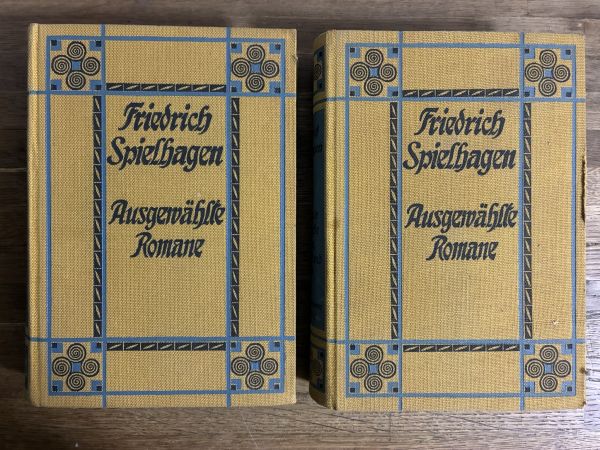 Friedrich
Spielhagen
Ausgewählte
Romane
Friedrich
Spielhagen
Ausgewählte
Romane